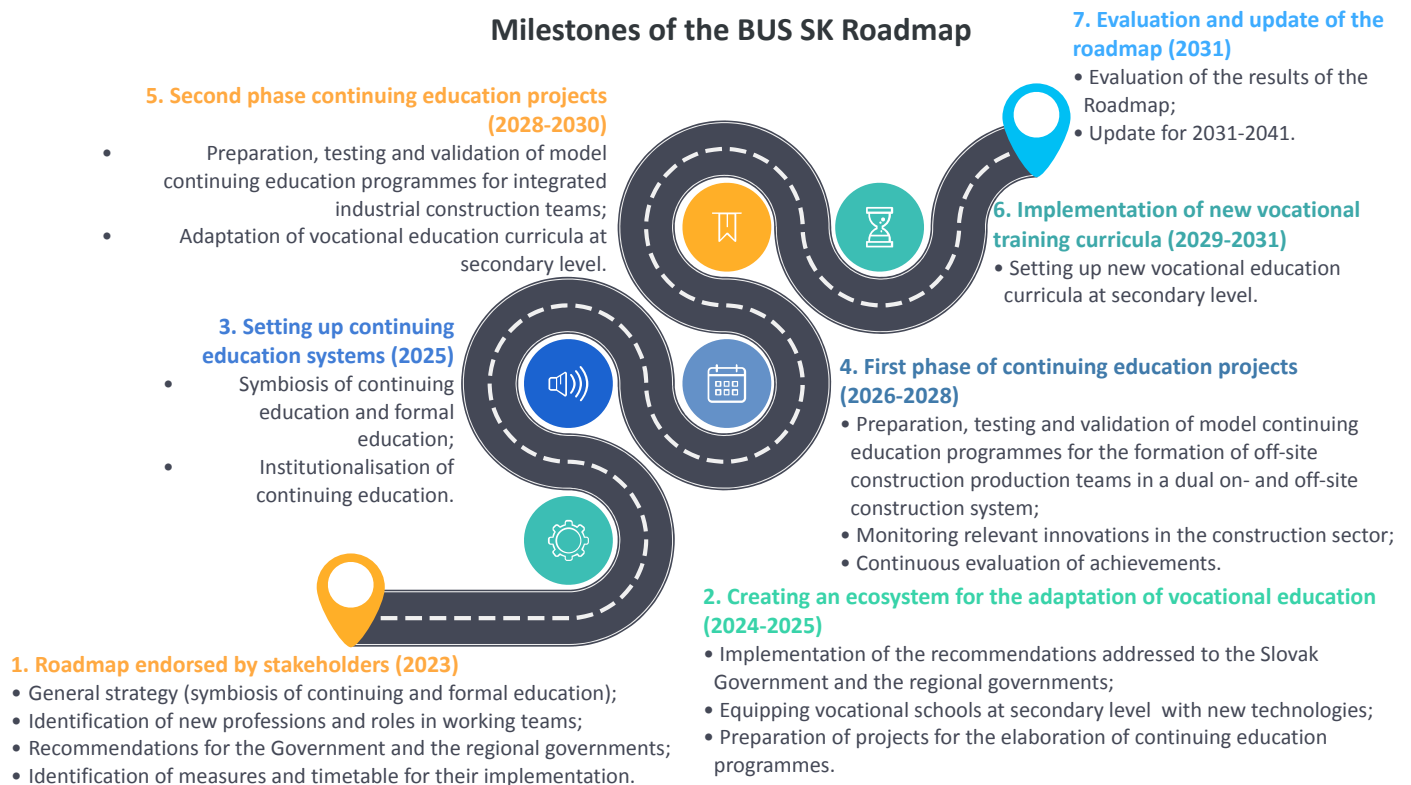 Milestones of the BUS SK Roadmap
7. Evaluation and update of the
roadmap (2031)
• Evaluation of the results of the
Roadmap;
• Update for 2031-2041.
5. Second phase continuing education projects
(2028-2030)
• Preparation, testing and validation of model
continuing education programmes for integrated
industrial construction teams;
• Adaptation of vocational education curricula at
secondary level.
6. Implementation of new vocational
training curricula (2029-2031)
• Setting up new vocational education
curricula at secondary level.
3. Setting up continuing
education systems (2025)
• Symbiosis of continuing
education and formal
education;
• Institutionalisation of
continuing education.
4. First phase of continuing education projects
(2026-2028)
• Preparation, testing and validation of model continuing
education programmes for the formation of off-site
construction production teams in a dual on- and off-site
construction system;
• Monitoring relevant innovations in the construction sector;
• Continuous evaluation of achievements.
2. Creating an ecosystem for the adaptation of vocational education
(2024-2025)
• Implementation of the recommendations addressed to the Slovak
Government and the regional governments;
• Equipping vocational schools at secondary level with new technologies;
• Preparation of projects for the elaboration of continuing education
programmes.
1. Roadmap endorsed by stakeholders (2023)
• General strategy (symbiosis of continuing and formal education);
• Identification of new professions and roles in working teams;
• Recommendations for the Government and the regional governments;
• Identification of measures and timetable for their implementation.